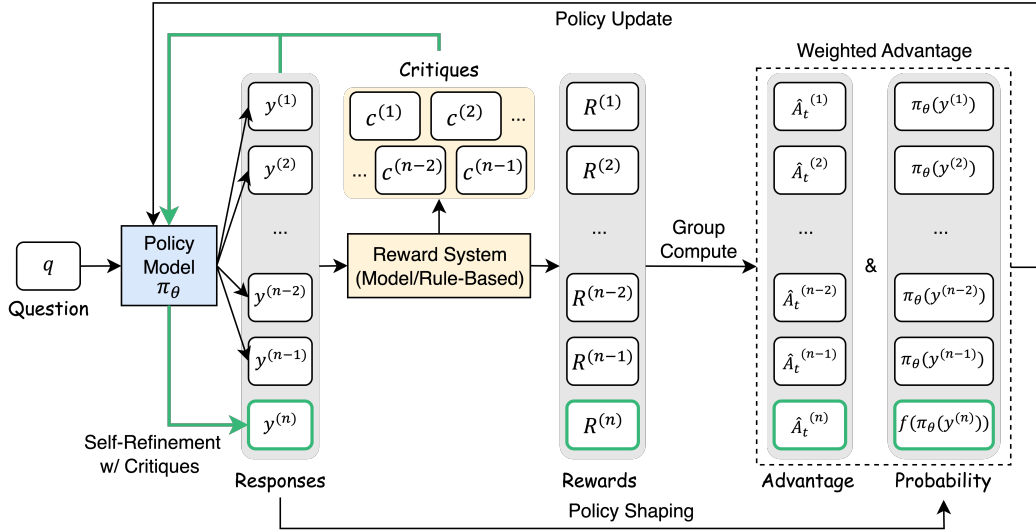 Policy Update
Weighted Advantage
Critiques
y^(1)
y^(2)
...
y^(n-2)
y^(n-1)
y^(n)
c^(1)
c^(2)
...
...
c^(n-2)
c^(n-1)
R^(1)
R^(2)
...
R^(n-2)
R^(n-1)
R^(n)
Â_t^(1)
Â_t^(2)
...
Â_t^(n-2)
Â_t^(n-1)
Â_t^(n)
&
π_θ(y^(1))
π_θ(y^(2))
...
π_θ(y^(n-2))
π_θ(y^(n-1))
f(π_θ(y^(n)))
q
Question
Policy
Model
π_θ
Reward System
(Model/Rule-Based)
Group
Compute
Self-Refinement
w/ Critiques
Responses
Rewards
Advantage
Probability
Policy Shaping